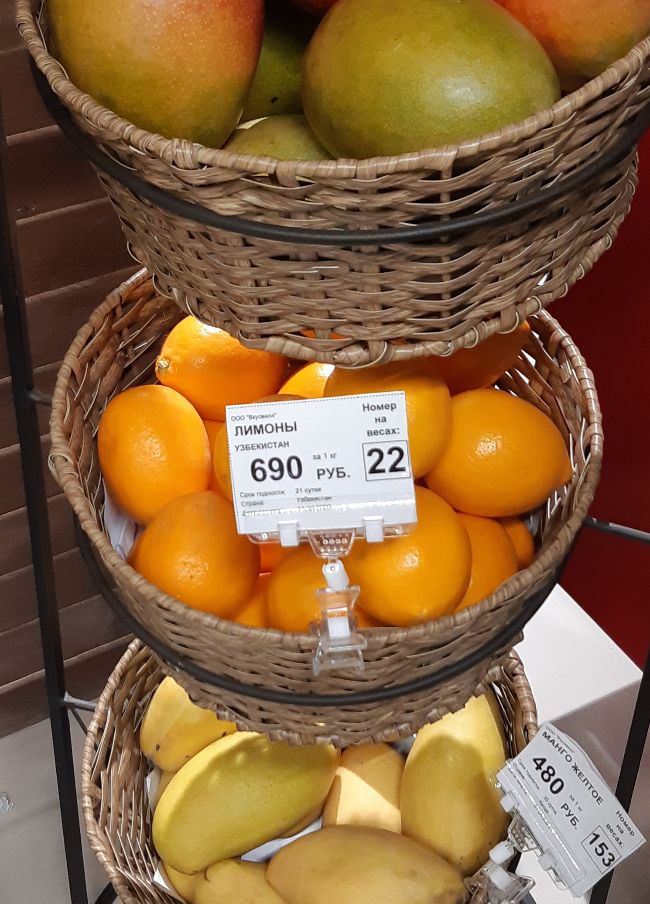 ООО "Вкусвилл"
ЛИМОНЫ
УЗБЕКИСТАН
690 за 1 кг РУБ.
Номер
на
весах:
22
Срок годности: 21 сутки
Страна: Узбекистан
ООО
МАНГО ЖЕЛТОЕ
480 за 1 кг РУБ.
Номер
на
весах:
153